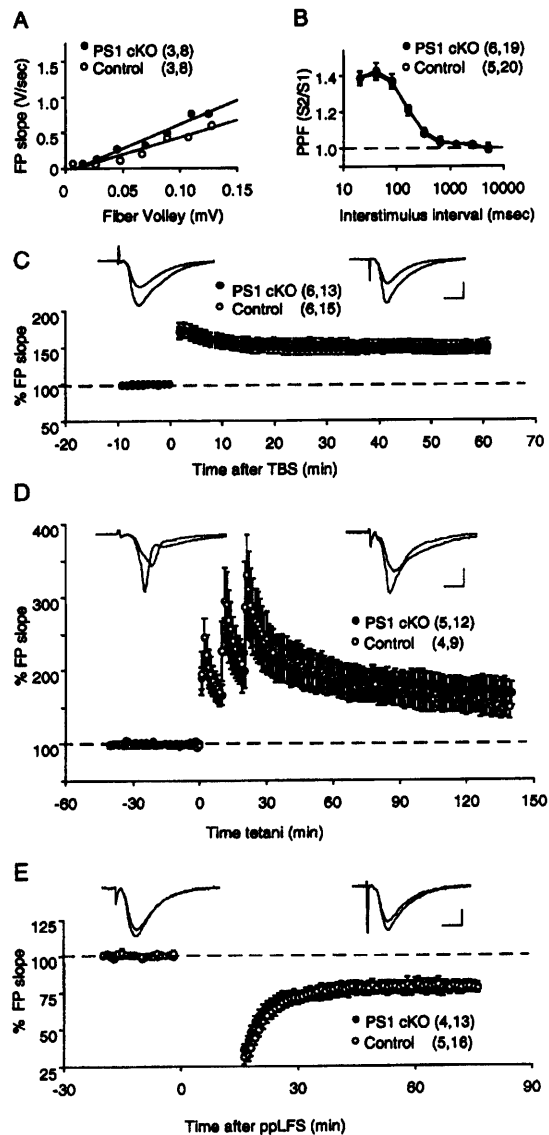 A
FP slope (V/sec)
1.5
1.0
0.5
0
0
0.05
0.10
0.15
Fiber Volley (mV)
PS1 cKO (3,8)
Control (3,8)
B
PPF (S2/S1)
1.4
1.2
1.0
10
100
1000
10000
Interstimulus interval (msec)
PS1 cKO (6,19)
Control (5,20)
C
% FP slope
200
150
100
50
-20
-10
0
10
20
30
40
50
60
70
Time after TBS (min)
PS1 cKO (6,13)
Control (6,15)
D
% FP slope
400
300
200
100
-60
-30
0
30
60
90
120
150
Time tetani (min)
PS1 cKO (5,12)
Control (4,9)
E
% FP slope
125
100
75
50
25
-30
0
30
60
90
Time after ppLFS (min)
PS1 cKO (4,13)
Control (5,16)